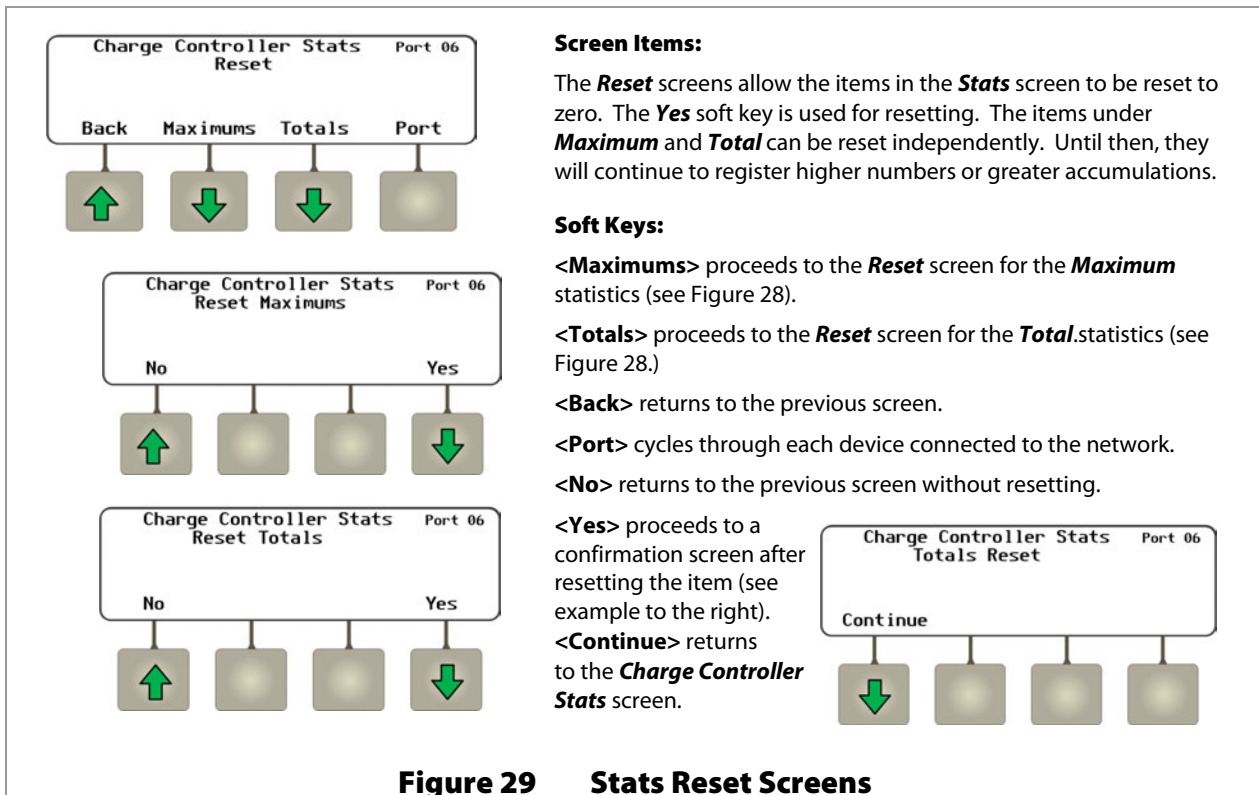 Charge Controller Stats Port 06
Reset
Back Maximums Totals Port
Charge Controller Stats Port 06
Reset Maximums
No Yes
Charge Controller Stats Port 06
Reset Totals
No Yes
Screen Items:
The Reset screens allow the items in the Stats screen to be reset to
zero. The Yes soft key is used for resetting. The items under
Maximum and Total can be reset independently. Until then, they
will continue to register higher numbers or greater accumulations.
Soft Keys:
<Maximums> proceeds to the Reset screen for the Maximum
statistics (see Figure 28).
<Totals> proceeds to the Reset screen for the Total.statistics (see
Figure 28.)
<Back> returns to the previous screen.
<Port> cycles through each device connected to the network.
<No> returns to the previous screen without resetting.
<Yes> proceeds to a
confirmation screen after
resetting the item (see
example to the right).
<Continue> returns
to the Charge Controller
Stats screen.
Charge Controller Stats Port 06
Totals Reset
Continue
Figure 29 Stats Reset Screens